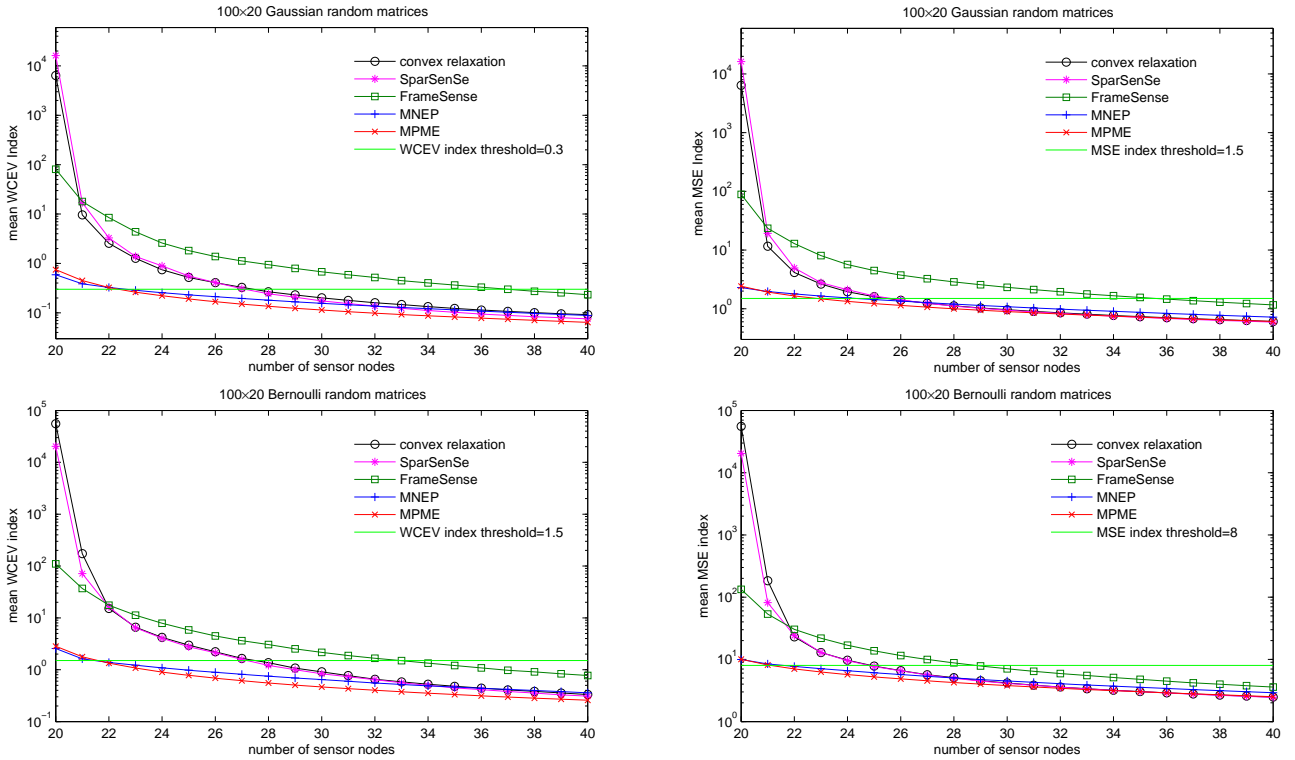 100×20 Gaussian random matrices
mean WCEV Index
10^4
10^3
10^2
10^1
10^0
10^−1
convex relaxation
SparSenSe
FrameSense
MNEP
MPME
WCEV index threshold=0.3
20 22 24 26 28 30 32 34 36 38 40
number of sensor nodes
100×20 Gaussian random matrices
mean MSE Index
10^4
10^3
10^2
10^1
10^0
convex relaxation
SparSenSe
FrameSense
MNEP
MPME
MSE index threshold=1.5
20 22 24 26 28 30 32 34 36 38 40
number of sensor nodes
100×20 Bernoulli random matrices
mean WCEV index
10^5
10^4
10^3
10^2
10^1
10^0
10^−1
convex relaxation
SparSenSe
FrameSense
MNEP
MPME
WCEV index threshold=1.5
20 22 24 26 28 30 32 34 36 38 40
number of sensor nodes
100×20 Bernoulli random matrices
mean MSE index
10^5
10^4
10^3
10^2
10^1
10^0
convex relaxation
SparSenSe
FrameSense
MNEP
MPME
MSE index threshold=8
20 22 24 26 28 30 32 34 36 38 40
number of sensor nodes